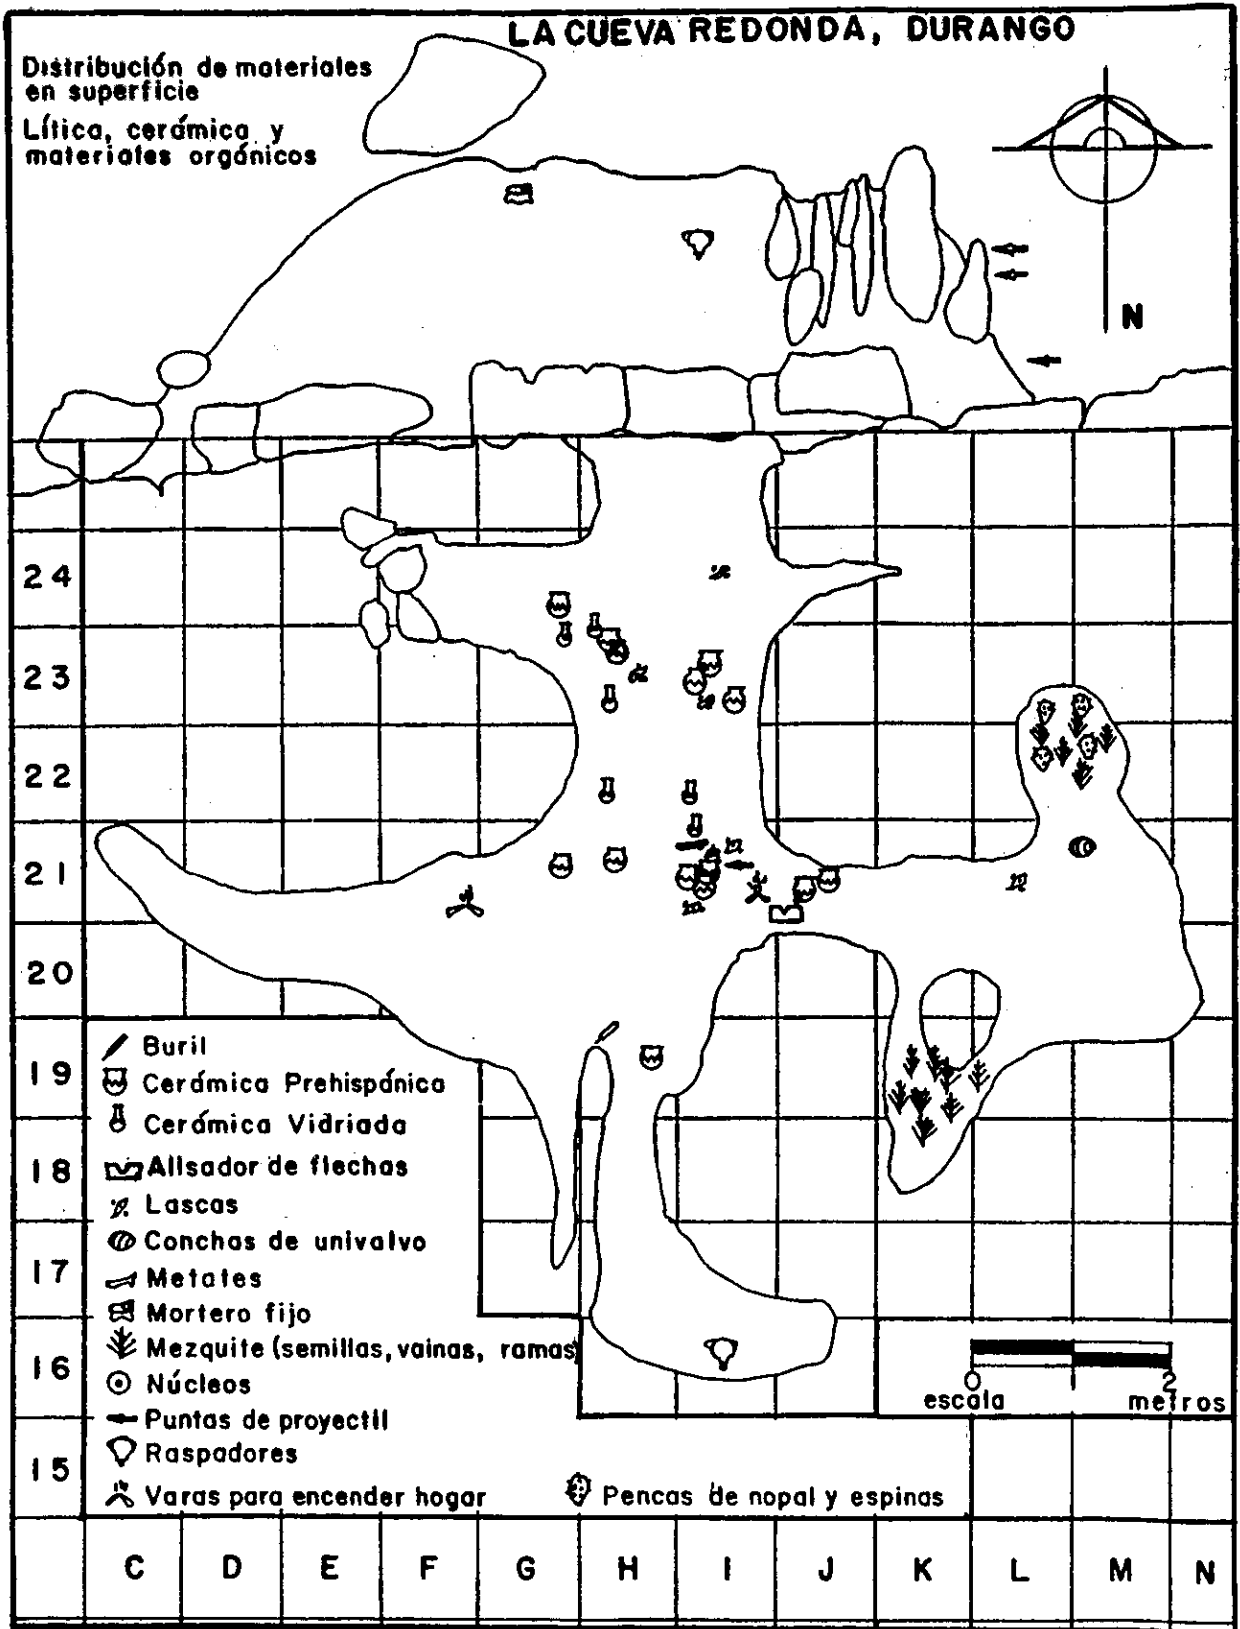 LA CUEVA REDONDA, DURANGO
Distribución de materiales
en superficie
Lítica, cerámica y
materiales orgánicos
N
24
23
22
21
20
19
18
17
16
15
Buril
Cerámica Prehispánica
Cerámica Vidriada
Alisador de flechas
Lascas
Conchas de univalvo
Metates
Mortero fijo
Mezquite (semillas, vainas, ramas)
Núcleos
Puntas de proyectil
Raspadores
Varas para encender hogar
Pencas de nopal y espinas
0 2
escala metros
C D E F G H I J K L M N